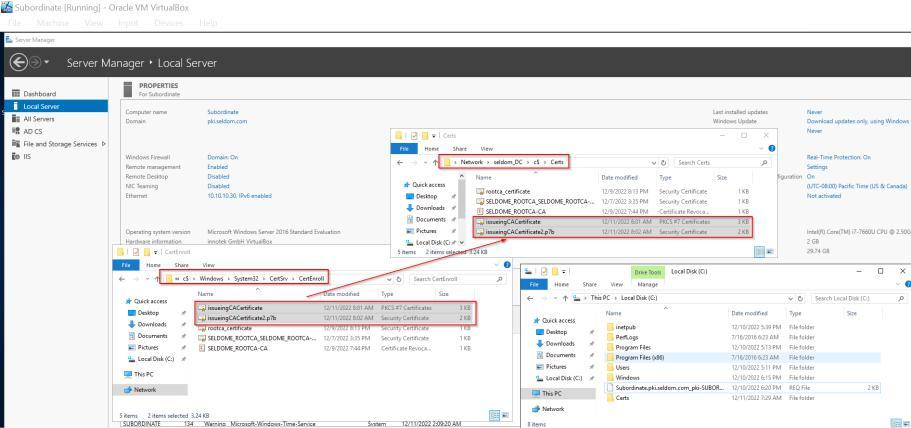 Subordinate [Running] - Oracle VM VirtualBox
File Machine View Input Devices Help
Server Manager
Server Manager • Local Server
Dashboard
Local Server
All Servers
AD CS
File and Storage Services
IIS
PROPERTIES
For Subordinate
Computer name Subordinate
Domain pki.seldom.com
Windows Firewall Domain: On
Remote management Enabled
Remote Desktop Disabled
NIC Teaming Disabled
Ethernet 10.10.10.30, IPv6 enabled
Operating system version Microsoft Windows Server 2016 Standard Evaluation
Hardware information innotek GmbH VirtualBox
Last installed updates Never
Windows Update Download updates only, using Windows
Never
Real-Time Protection: On
Settings
figuration On
(UTC-08:00) Pacific Time (US & Canada)
Not activated
Intel(R) Core(TM) i7-7660U CPU @ 2.50G
2 GB
29.74 GB
Certs
File Home Share View
Network › seldom_DC › c$ › Certs
Search Certs
Name Date modified Type Size
Quick access
Desktop
Downloads
Documents
Pictures
Local Disk (C:)
rootca_certificate 12/9/2022 8:13 PM Security Certificate 1 KB
SELDOME_ROOTCA_SELDOME_ROOTCA-... 12/7/2022 3:35 PM Security Certificate 1 KB
SELDOME_ROOTCA-CA 12/9/2022 7:44 PM Certificate Revoca... 1 KB
issueingCACertificate 12/11/2022 8:01 AM PKCS #7 Certificates 3 KB
issueingCACertificate2.p7b 12/11/2022 8:02 AM Security Certificate 2 KB
5 items 2 items selected 3.24 KB
CertEnroll
File Home Share View
« c$ › Windows › System32 › CertSrv › CertEnroll
Search CertEnroll
Name Date modified Type Size
Quick access
Desktop
Downloads
Documents
Pictures
Local Disk (C:)
This PC
Network
issueingCACertificate 12/11/2022 8:01 AM PKCS #7 Certificates 3 KB
issueingCACertificate2.p7b 12/11/2022 8:02 AM Security Certificate 2 KB
rootca_certificate 12/9/2022 8:13 PM Security Certificate 1 KB
SELDOME_ROOTCA_SELDOME_ROOTCA-... 12/7/2022 3:35 PM Security Certificate 1 KB
SELDOME_ROOTCA-CA 12/9/2022 7:44 PM Certificate Revoca... 1 KB
5 items 2 items selected 3.24 KB
SUBORDINATE 134 Warning Microsoft-Windows-Time-Service System 12/11/2022 2:09:20 AM
Drive Tools Local Disk (C:)
File Home Share View Manage
This PC › Local Disk (C:)
Search Local Disk (C:)
Name Date modified Type Size
Quick access
Desktop
Downloads
Documents
Pictures
Local Disk (C:)
This PC
Network
inetpub 12/10/2022 5:39 PM File folder
PerfLogs 7/16/2016 6:23 AM File folder
Program Files 12/10/2022 5:13 PM File folder
Program Files (x86) 7/16/2016 6:23 AM File folder
Users 12/10/2022 5:11 PM File folder
Windows 12/10/2022 6:15 PM File folder
Subordinate.pki.seldom.com_pki-SUBOR... 12/10/2022 6:20 PM REQ File 2 KB
Certs 12/11/2022 7:29 AM File folder
8 items